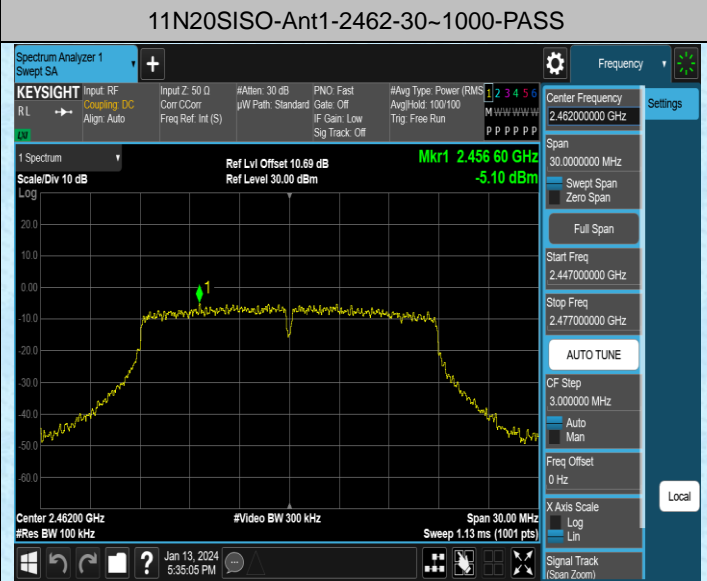 11N20SISO-Ant1-2462-30~1000-PASS
Spectrum Analyzer 1
Swept SA
Frequency
KEYSIGHT
RL
Input: RF
Coupling: DC
Align: Auto
Input Z: 50 Ω
Corr CCorr
Freq Ref: Int (S)
#Atten: 30 dB
µW Path: Standard
PNO: Fast
Gate: Off
IF Gain: Low
Sig Track: Off
#Avg Type: Power (RMS
Avg|Hold: 100/100
Trig: Free Run
1 2 3 4 5 6
M W W W W W
P P P P P P
Center Frequency
2.462000000 GHz
Settings
Span
30.0000000 MHz
Swept Span
Zero Span
Full Span
Start Freq
2.447000000 GHz
Stop Freq
2.477000000 GHz
AUTO TUNE
CF Step
3.000000 MHz
Auto
Man
Freq Offset
0 Hz
X Axis Scale
Log
Lin
Local
Signal Track
(Span Zoom)
1 Spectrum
Scale/Div 10 dB
Log
Ref Lvl Offset 10.69 dB
Ref Level 30.00 dBm
Mkr1 2.456 60 GHz
-5.10 dBm
20.0
10.0
0.00
1
-10.0
-20.0
-30.0
-40.0
-50.0
-60.0
Center 2.46200 GHz
#Video BW 300 kHz
Span 30.00 MHz
#Res BW 100 kHz
Sweep 1.13 ms (1001 pts)
?
Jan 13, 2024
5:35:05 PM